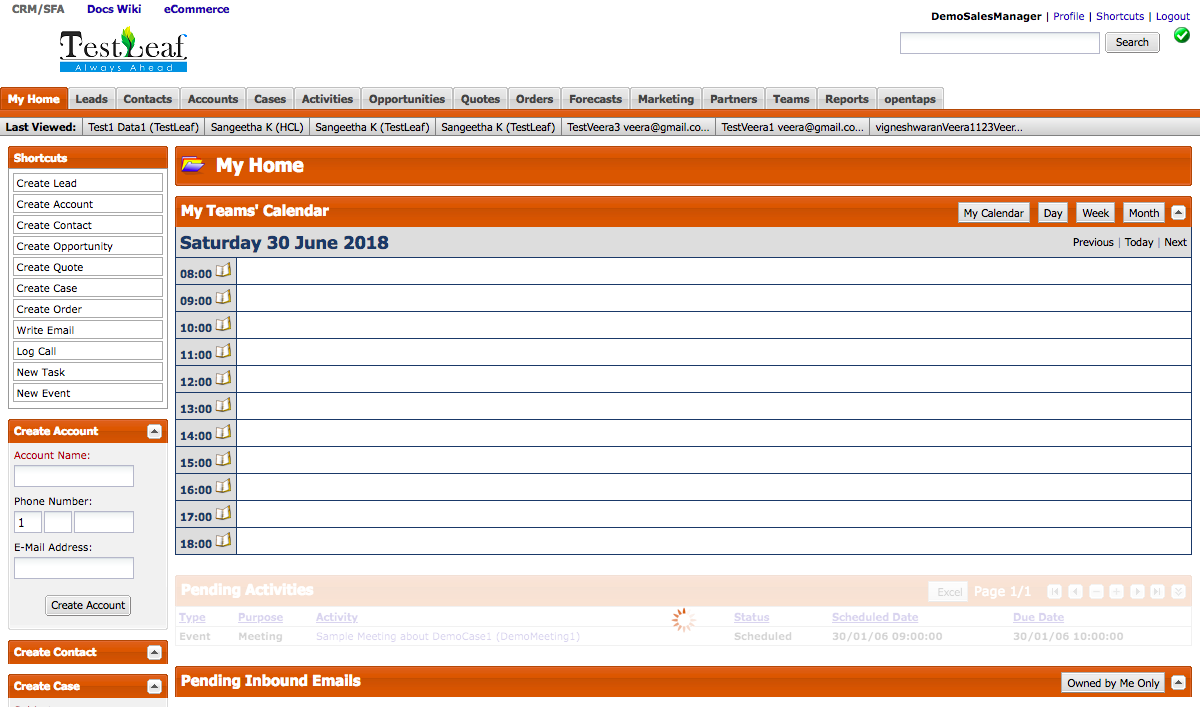 CRM/SFA Docs Wiki eCommerce
DemoSalesManager | Profile | Shortcuts | Logout
TestLeaf
Always Ahead
Search
My Home Leads Contacts Accounts Cases Activities Opportunities Quotes Orders Forecasts Marketing Partners Teams Reports opentaps
Last Viewed: Test1 Data1 (TestLeaf) Sangeetha K (HCL) Sangeetha K (TestLeaf) Sangeetha K (TestLeaf) TestVeera3 veera@gmail.co... TestVeera1 veera@gmail.co... vigneshwaranVeera1123Veer...
Shortcuts
Create Lead
Create Account
Create Contact
Create Opportunity
Create Quote
Create Case
Create Order
Write Email
Log Call
New Task
New Event
Create Account
Account Name:
Phone Number:
1
E-Mail Address:
Create Account
Create Contact
Create Case
My Home
My Teams' Calendar My Calendar Day Week Month
Saturday 30 June 2018 Previous | Today | Next
08:00
09:00
10:00
11:00
12:00
13:00
14:00
15:00
16:00
17:00
18:00
Pending Activities Excel Page 1/1
Type Purpose Activity Status Scheduled Date Due Date
Event Meeting Sample Meeting about DemoCase1 (DemoMeeting1) Scheduled 30/01/06 09:00:00 30/01/06 10:00:00
Pending Inbound Emails Owned by Me Only